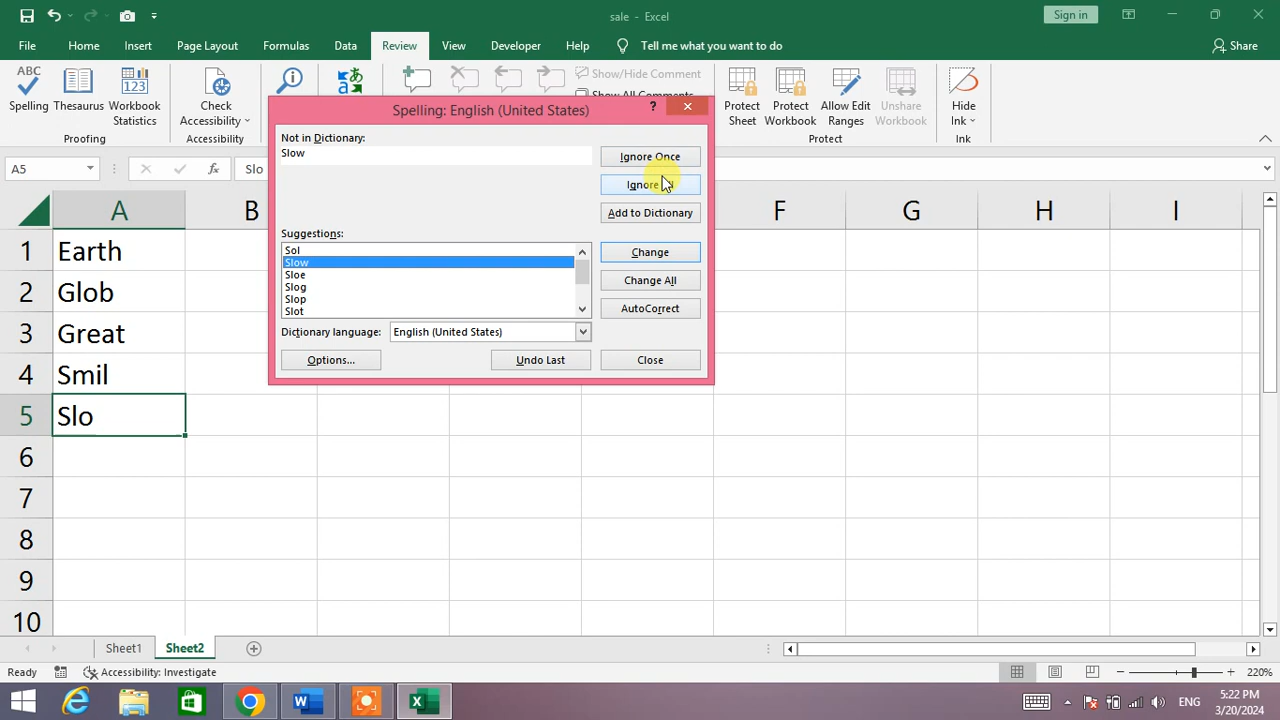 sale - Excel
Sign in
File Home Insert Page Layout Formulas Data Review View Developer Help Tell me what you want to do Share
ABC
Spelling Thesaurus Workbook Statistics
Check Accessibility
Show/Hide Comment
Show All Comments
Protect Sheet
Protect Workbook
Allow Edit Ranges
Unshare Workbook
Hide Ink
Proofing Accessibility Protect Ink
Spelling: English (United States)
?
Not in Dictionary:
Slow
Ignore Once
Add to Dictionary
Suggestions:
Sol
Slow
Sloe
Slog
Slop
Slot
Change
Change All
AutoCorrect
Dictionary language: English (United States)
Options... Undo Last Close
A5 fx Slo
A B F G H I
1 Earth
2 Glob
3 Great
4 Smil
5 Slo
6
7
8
9
10
Sheet1 Sheet2
Ready Accessibility: Investigate 220%
ENG 5:22 PM
3/20/2024